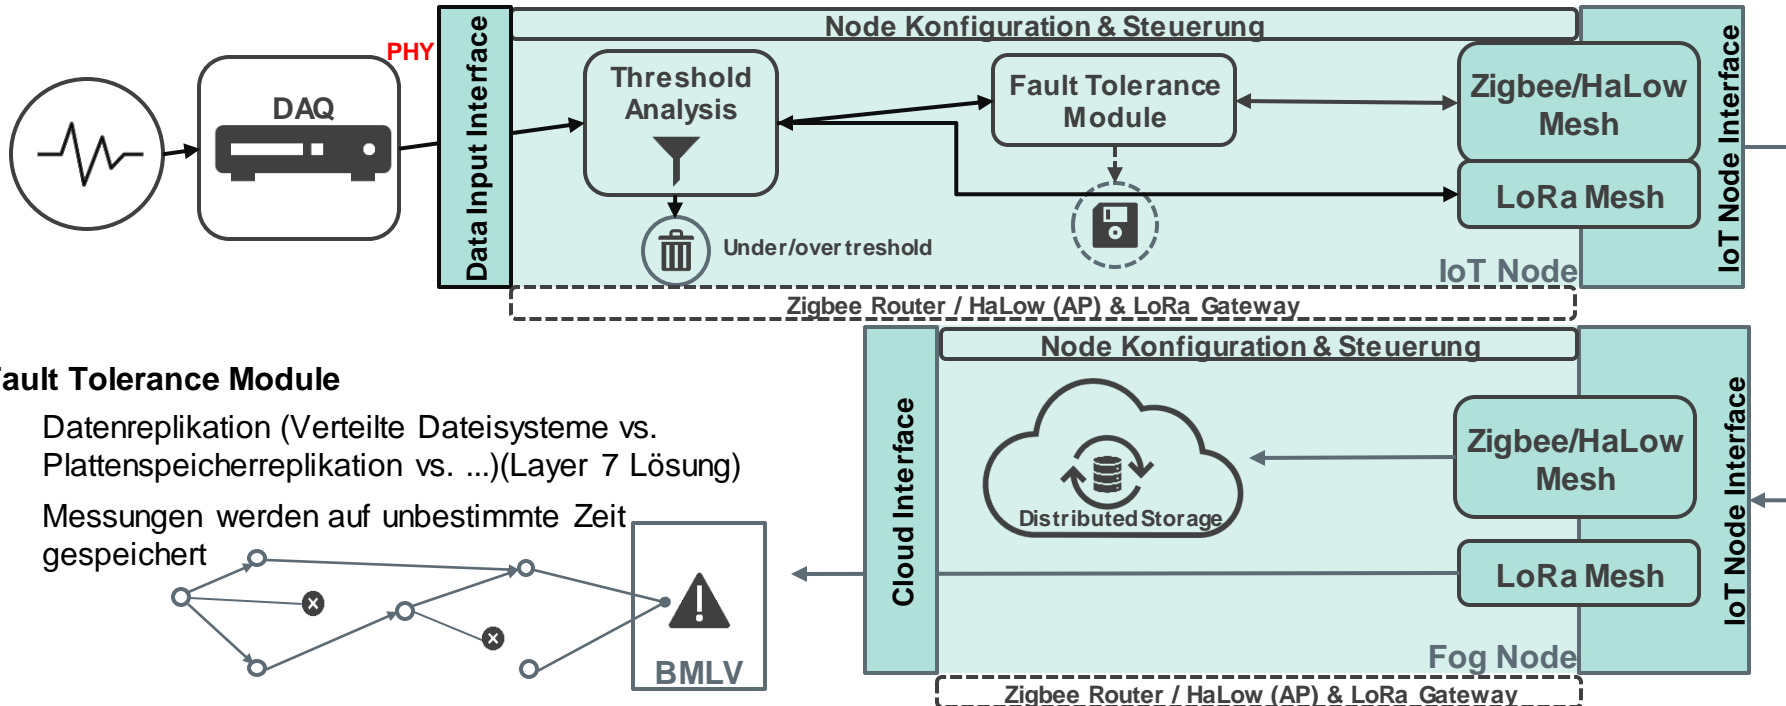 Node Konfiguration & Steuerung
PHY
DAQ
Data Input Interface
Threshold
Analysis
Fault Tolerance
Module
Zigbee/HaLow
Mesh
LoRa Mesh
IoT Node Interface
Under/over treshold
IoT Node
Zigbee Router / HaLow (AP) & LoRa Gateway
Node Konfiguration & Steuerung
Fault Tolerance Module
Datenreplikation (Verteilte Dateisysteme vs.
Plattenspeicherreplikation vs. ...)(Layer 7 Lösung)
Messungen werden auf unbestimmte Zeit
gespeichert
BMLV
Cloud Interface
Distributed Storage
Zigbee/HaLow
Mesh
LoRa Mesh
IoT Node Interface
Fog Node
Zigbee Router / HaLow (AP) & LoRa Gateway